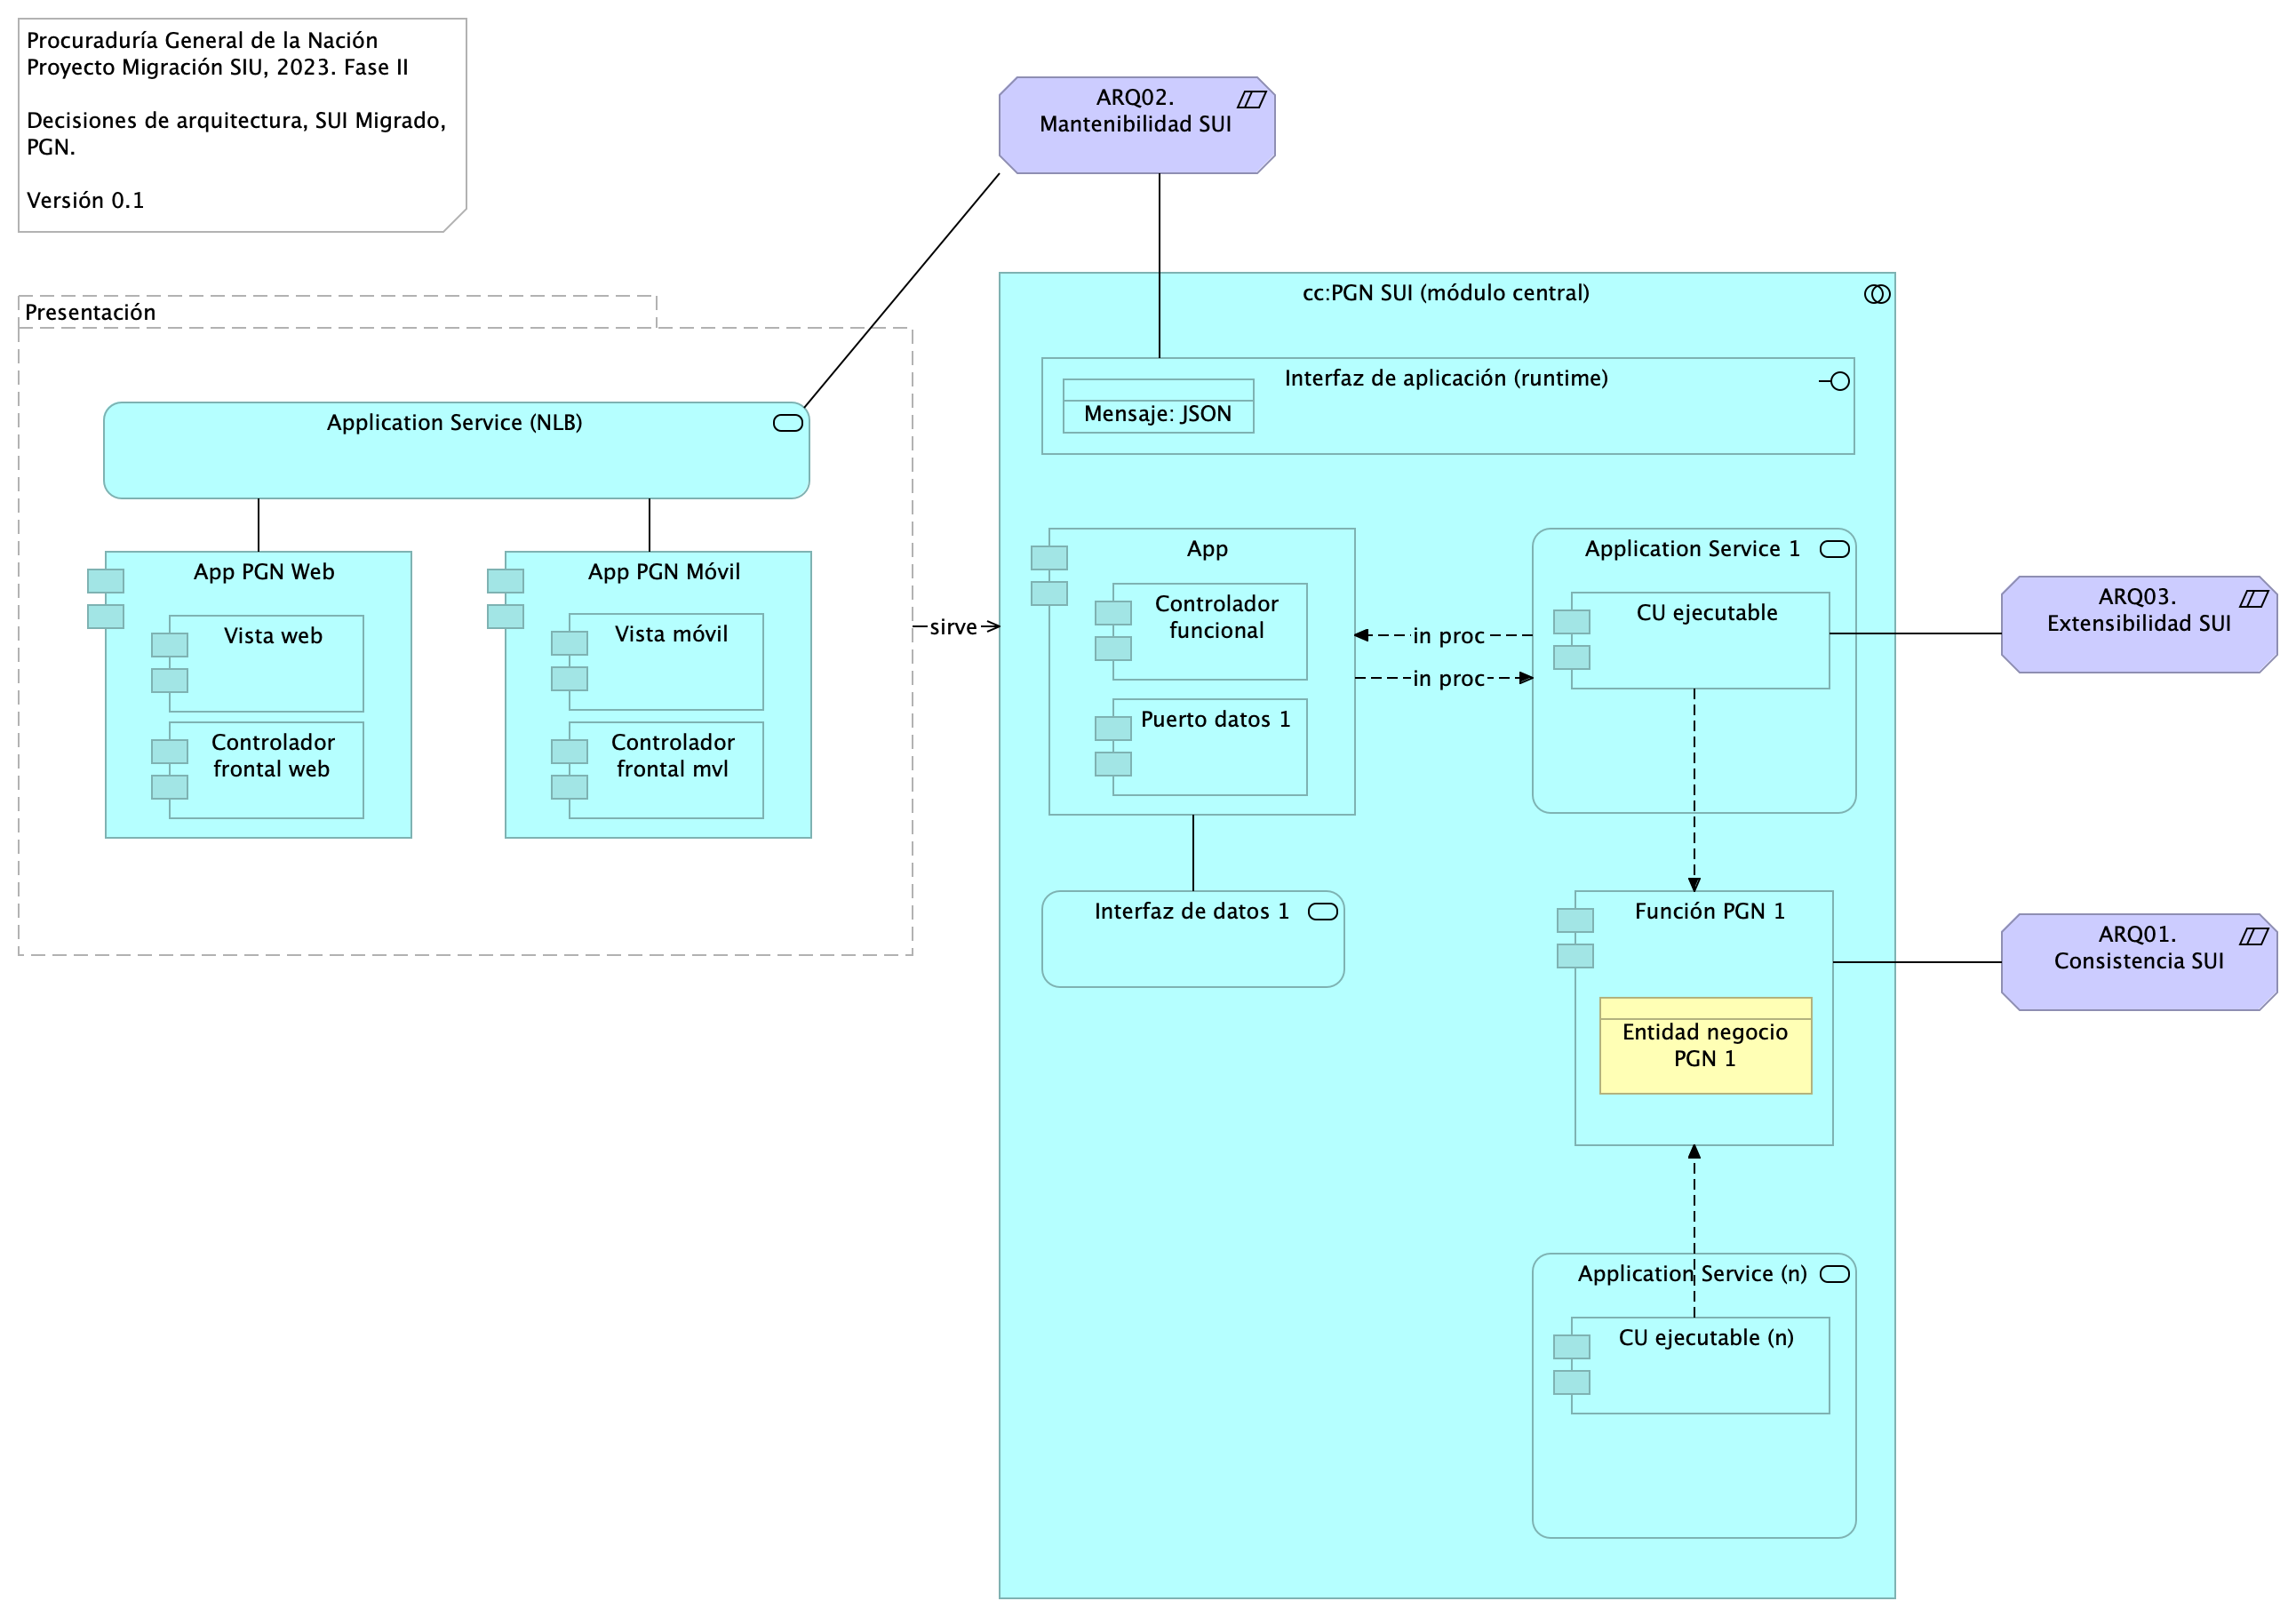 Procuraduría General de la Nación
Proyecto Migración SIU, 2023. Fase II
Decisiones de arquitectura, SUI Migrado,
PGN.
Versión 0.1
ARQ02.
Mantenibilidad SUI
Presentación
Application Service (NLB)
App PGN Web
Vista web
Controlador
frontal web
App PGN Móvil
Vista móvil
Controlador
frontal mvl
sirve
cc:PGN SUI (módulo central)
Interfaz de aplicación (runtime)
Mensaje: JSON
App
Controlador
funcional
Puerto datos 1
in proc
in proc
Application Service 1
CU ejecutable
ARQ03.
Extensibilidad SUI
Interfaz de datos 1
Función PGN 1
Entidad negocio
PGN 1
ARQ01.
Consistencia SUI
Application Service (n)
CU ejecutable (n)